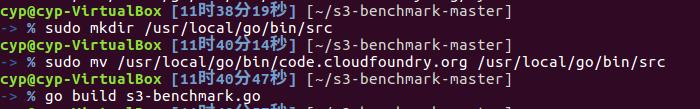 cyp@cyp-VirtualBox [11时38分19秒] [~/s3-benchmark-master]
-> % sudo mkdir /usr/local/go/bin/src
cyp@cyp-VirtualBox [11时40分14秒] [~/s3-benchmark-master]
-> % sudo mv /usr/local/go/bin/code.cloudfoundry.org /usr/local/go/bin/src
cyp@cyp-VirtualBox [11时40分47秒] [~/s3-benchmark-master]
-> % go build s3-benchmark.go